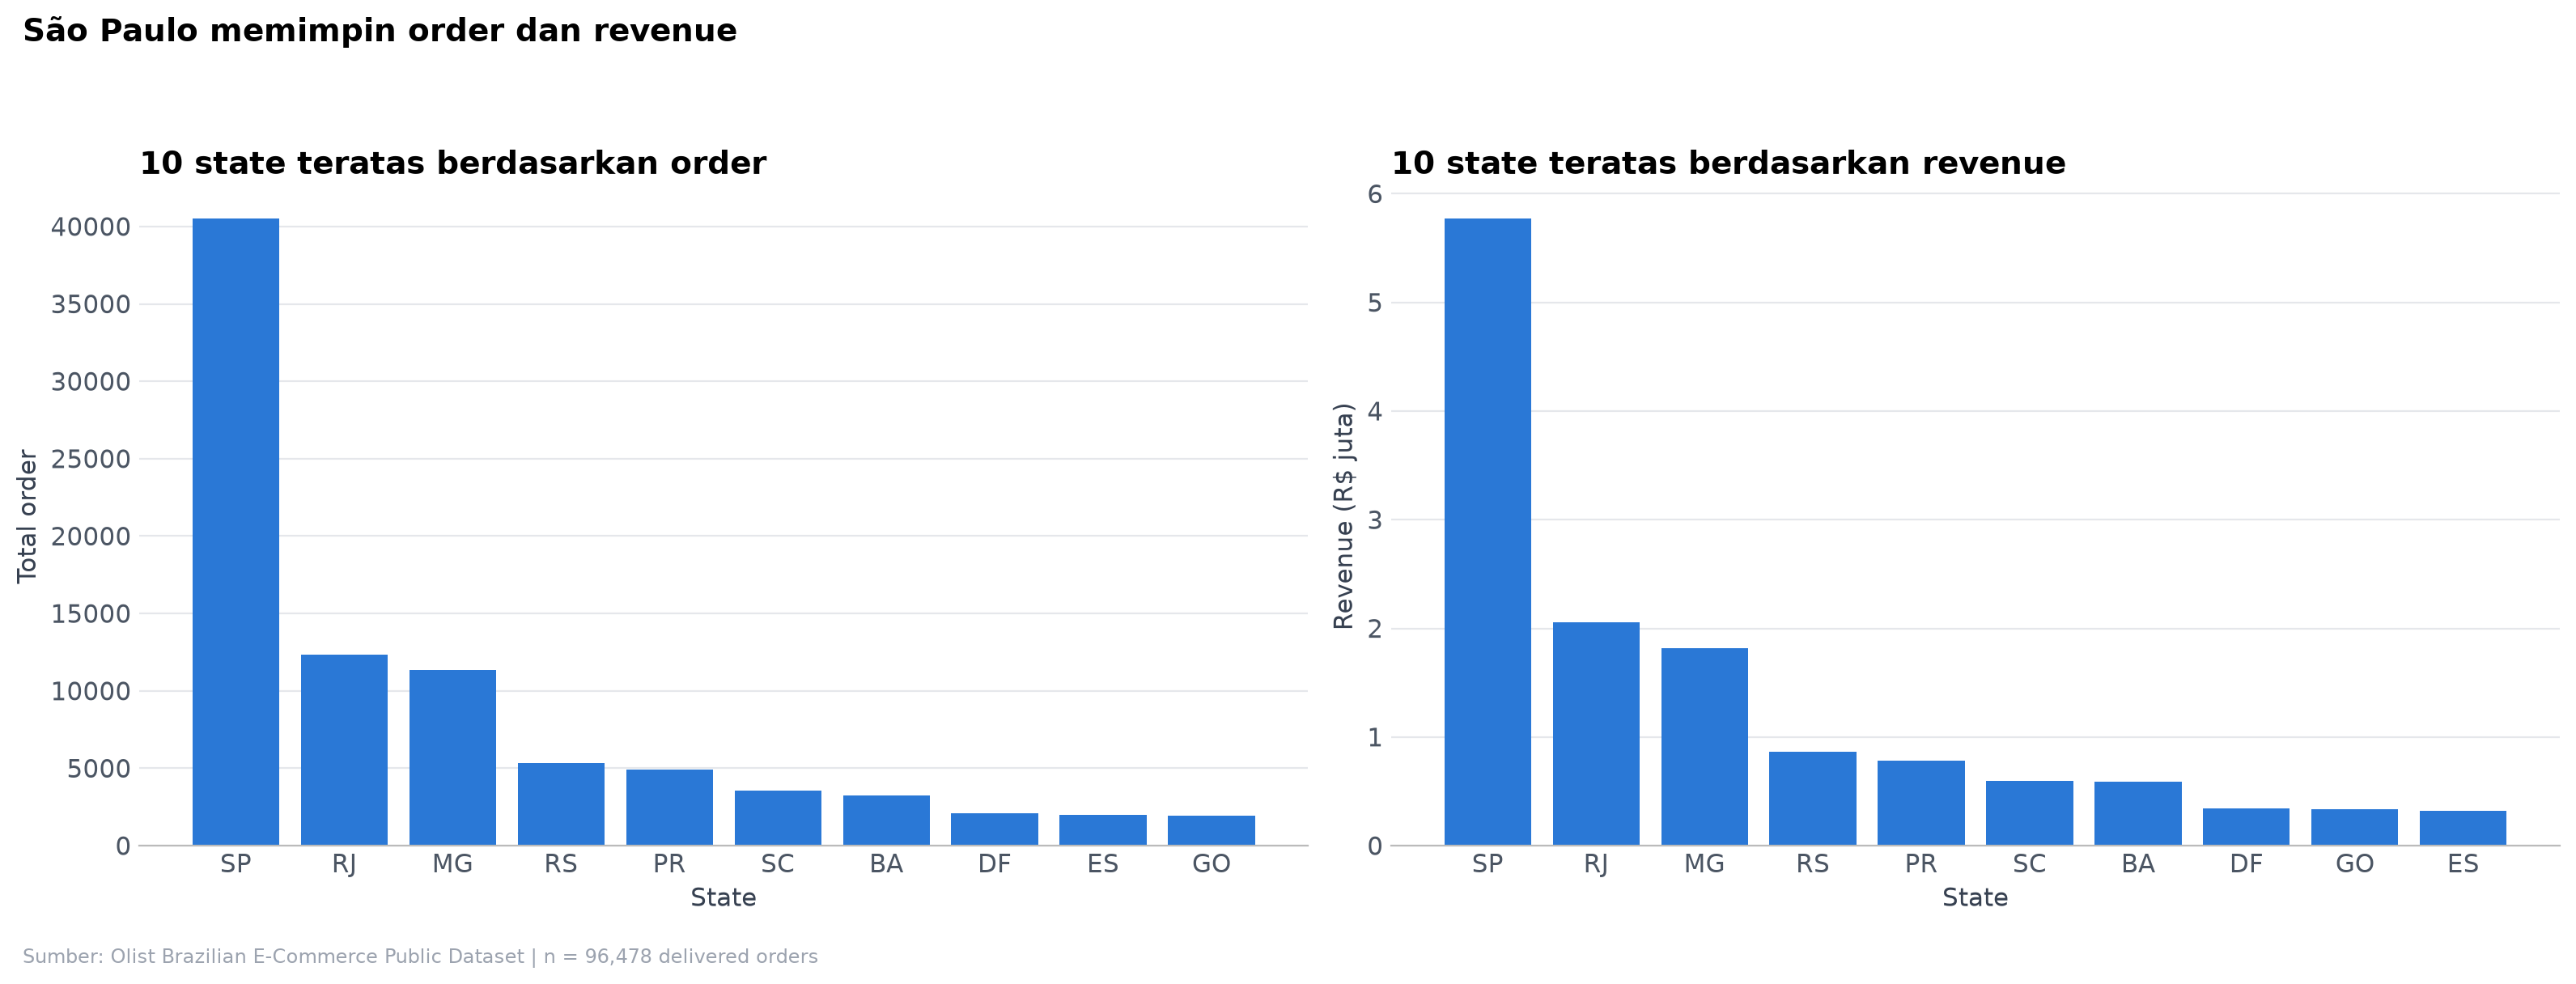 São Paulo memimpin order dan revenue
10 state teratas berdasarkan order
40000
35000
30000
25000
20000
15000
10000
5000
0
Total order
SP RJ MG RS PR SC BA DF ES GO
State
10 state teratas berdasarkan revenue
6
5
4
3
2
1
0
Revenue (R$ juta)
SP RJ MG RS PR SC BA DF GO ES
State
Sumber: Olist Brazilian E-Commerce Public Dataset | n = 96,478 delivered orders